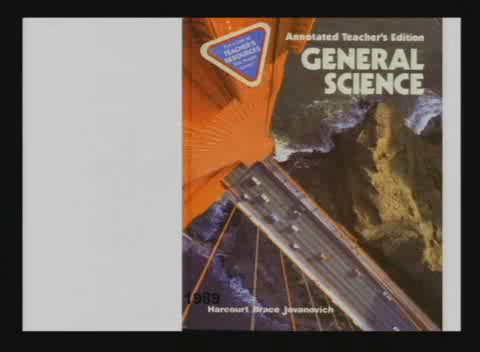 Annotated Teacher's Edition
GENERAL
SCIENCE
TEACHER'S
RESOURCES
1989
Harcourt Brace Jovanovich